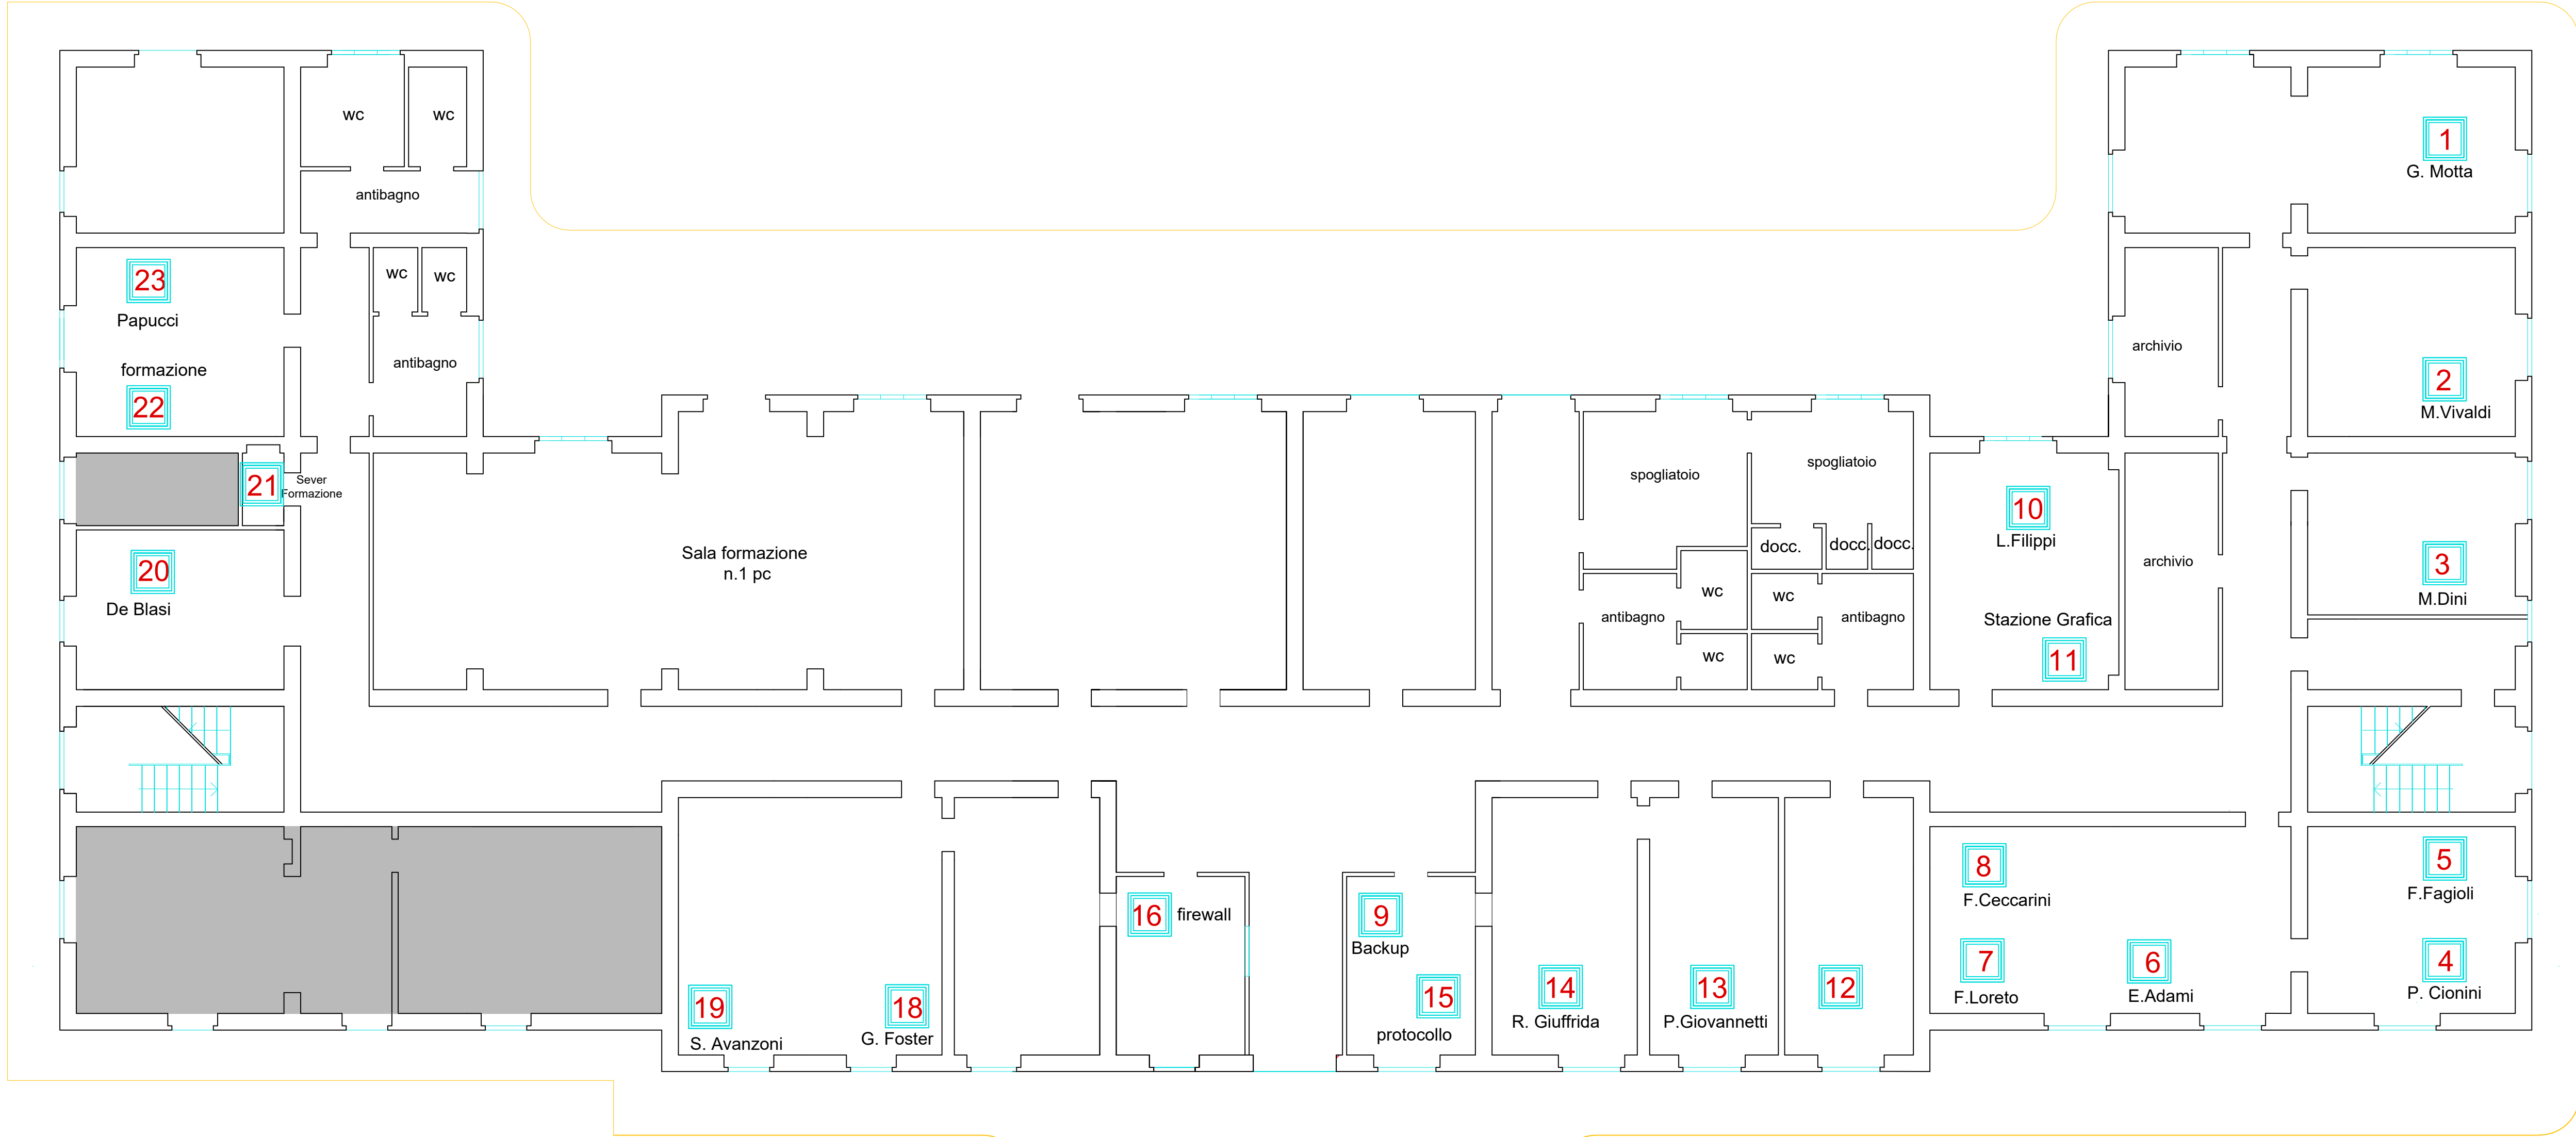 wc
wc
antibagno
23
Papucci
formazione
22
wc
wc
antibagno
21
Sever
Formazione
20
De Blasi
Sala formazione
n.1 pc
spogliatoio
spogliatoio
docc.
docc.
docc.
antibagno
wc
wc
wc
wc
antibagno
10
L.Filippi
Stazione Grafica
11
archivio
archivio
1
G. Motta
2
M.Vivaldi
3
M.Dini
19
S. Avanzoni
18
G. Foster
16
firewall
9
Backup
15
protocollo
14
R. Giuffrida
13
P.Giovannetti
12
8
F.Ceccarini
7
F.Loreto
6
E.Adami
5
F.Fagioli
4
P. Cionini